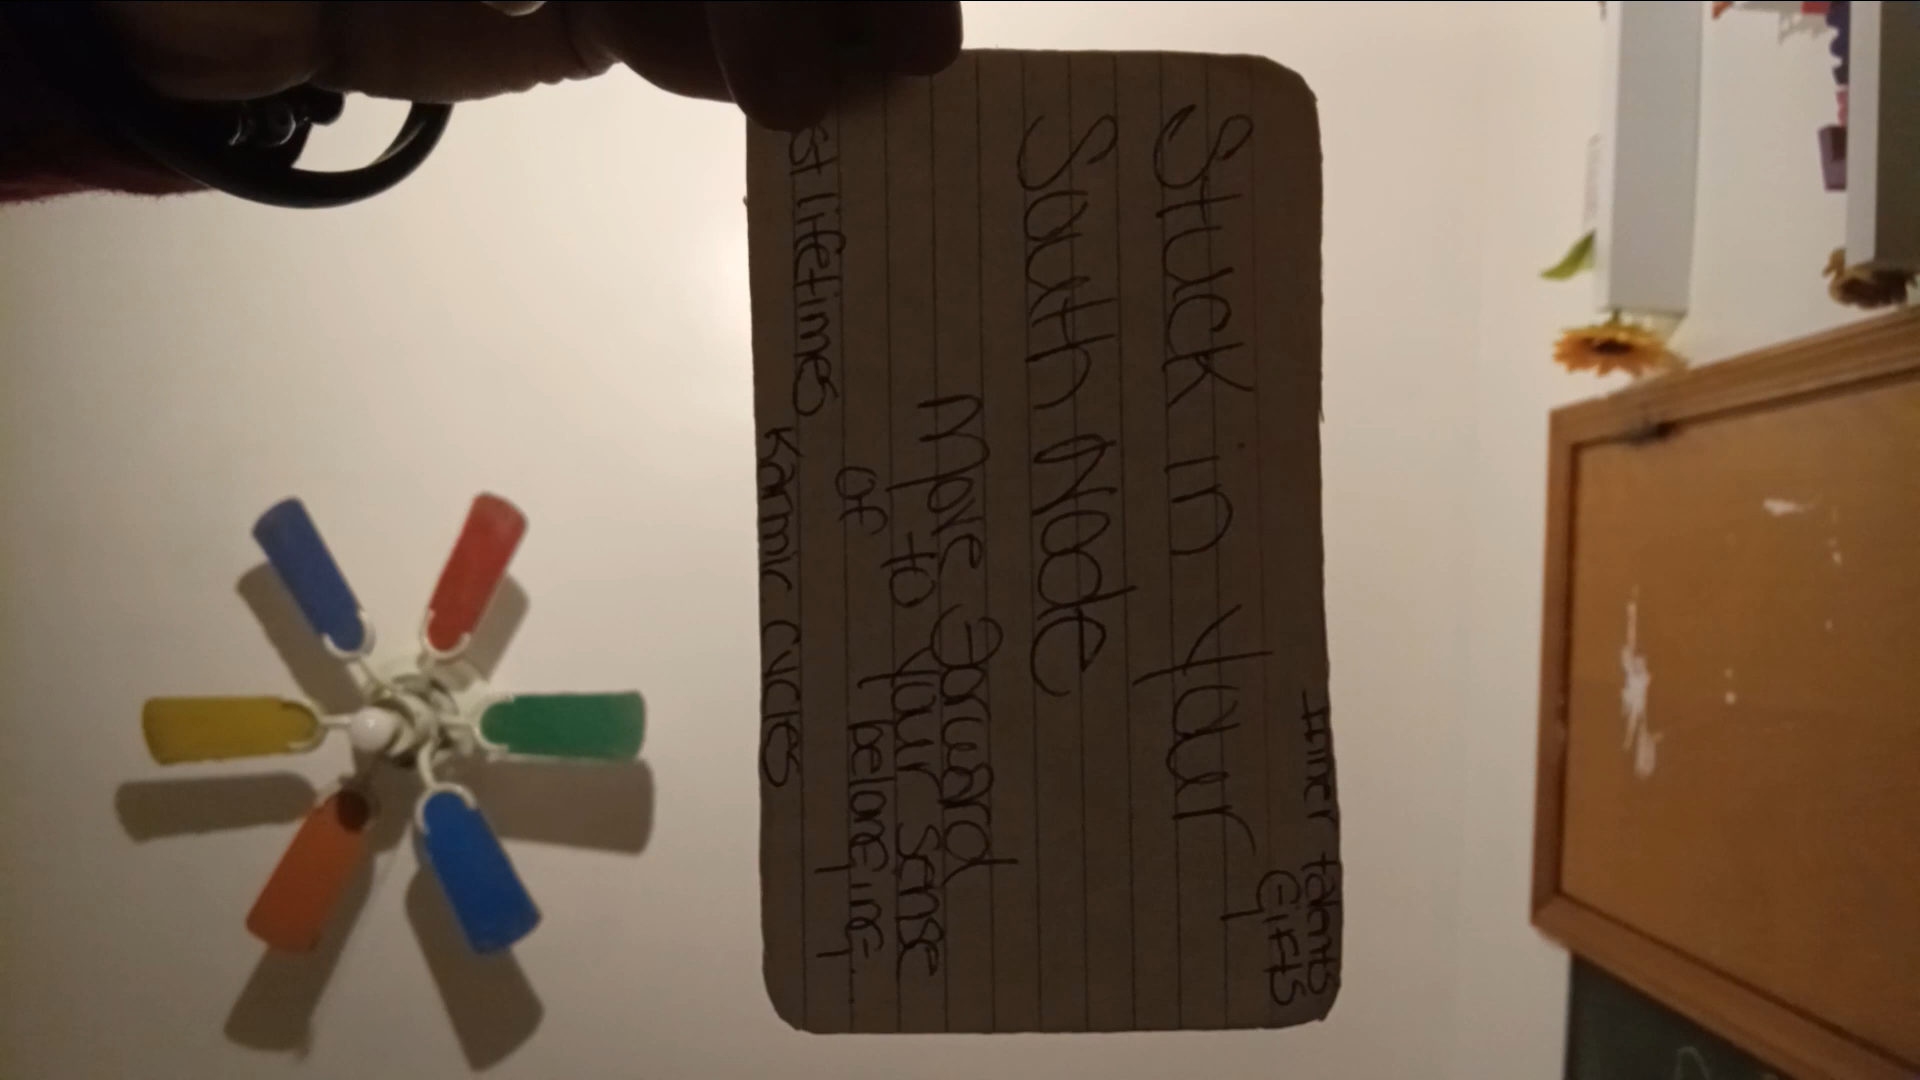 Inner talents
Gifts
Stuck in your
South Node
Move Forward
to your sense
of belonging
st lifetimes
Karmic cycles